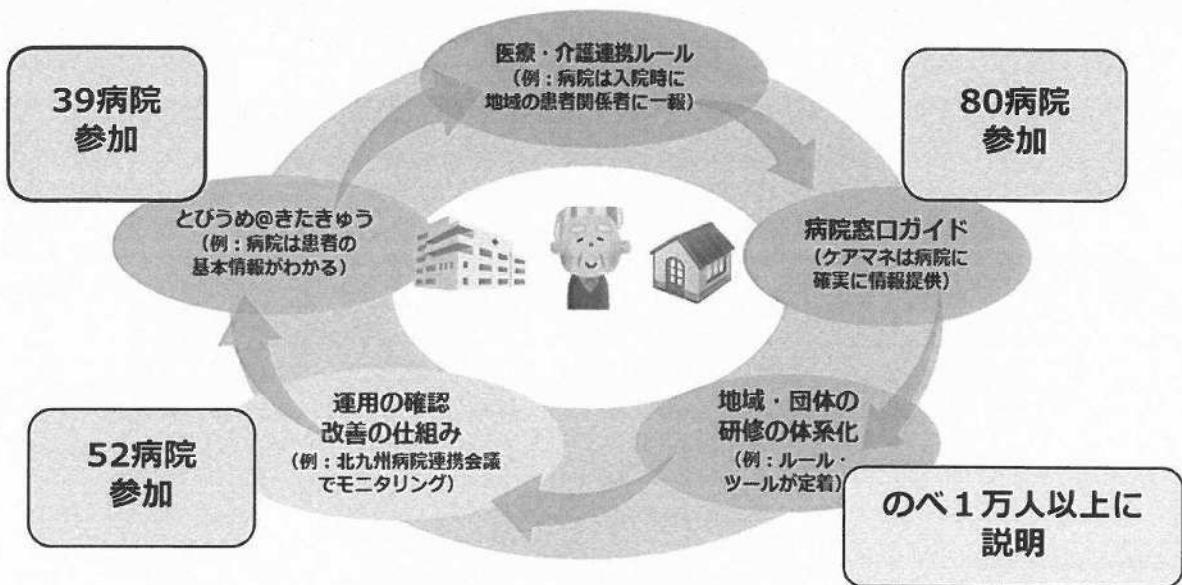 医療・介護連携ルール
（例：病院は入院時に
地域の患者関係者に一報）
39病院
参加
80病院
参加
とびうめ@きたきゅう
（例：病院は患者の
基本情報がわかる）
病院窓口ガイド
（ケアマネは病院に
確実に情報提供）
運用の確認
改善の仕組み
（例：北九州病院連携会議
でモニタリング）
地域・団体の
研修の体系化
（例：ルール・
ツールが定着）
52病院
参加
のべ１万人以上に
説明